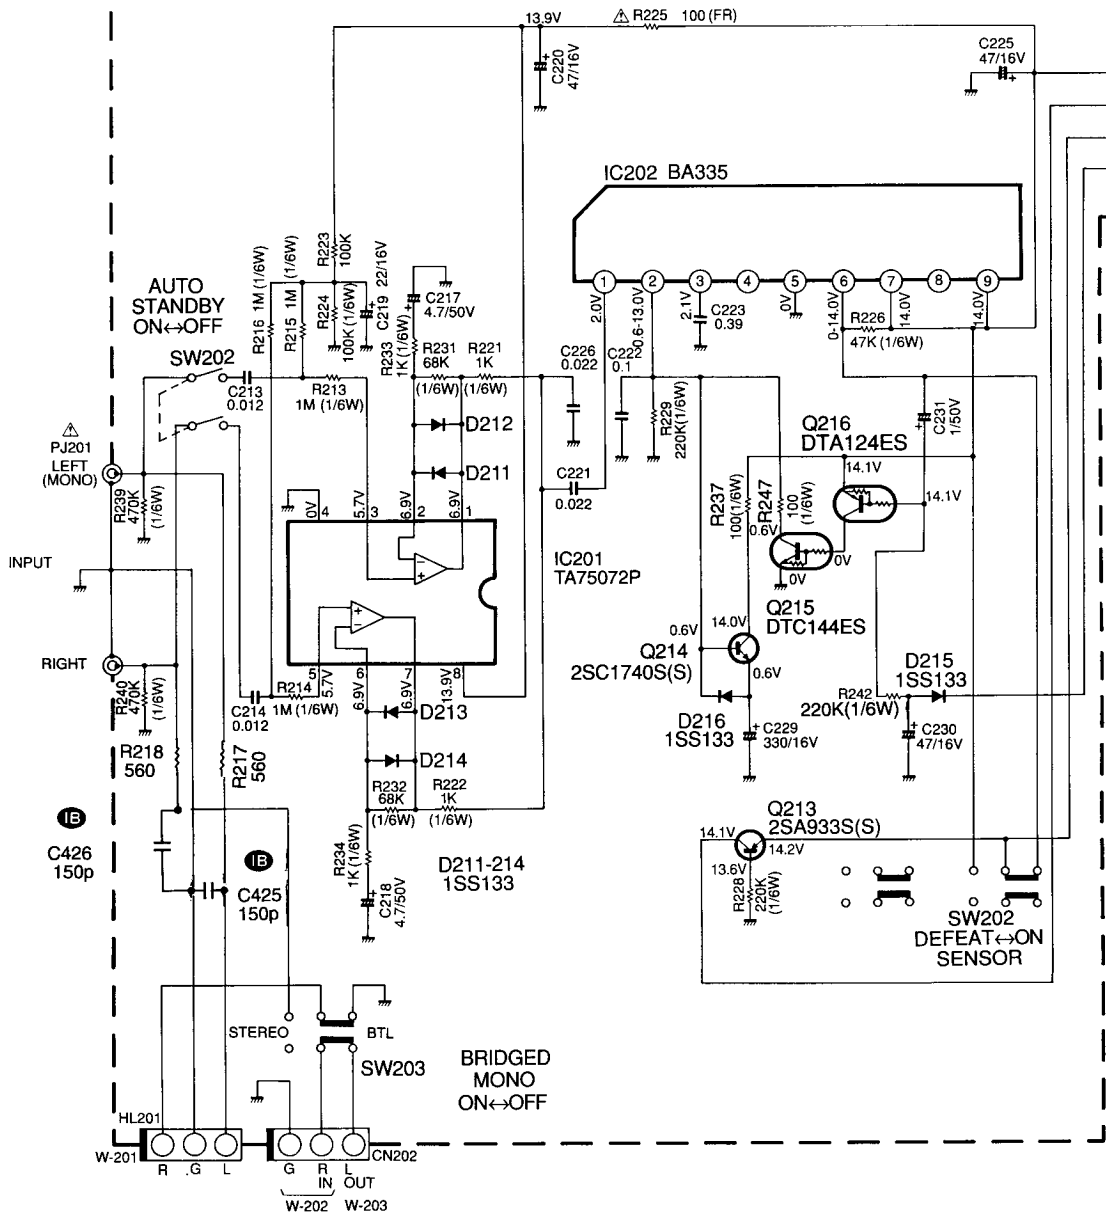 13.9V
⚠ R225 100 (FR)
C220
47/16V
C225
47/16V
IC202 BA335
1 2 3 4 5 6 7 8 9
2.0V
0.6-13.0V
2.1V
0V
0-14.0V
14.0V
14.0V
C223
0.39
R226
47K (1/6W)
AUTO
STANDBY
ON↔OFF
SW202
R216 1M (1/6W)
R215 1M (1/6W)
R223
100K
R224
100K (1/6W)
C219 22/16V
C217
4.7/50V
R233
1K (1/6W)
R231
68K
(1/6W)
R221
1K
(1/6W)
C226
0.022
C222
0.1
C213
0.012
R213
1M (1/6W)
D212
D211
R229
220K(1/6W)
C231
1/50V
Q216
DTA124ES
14.1V
14.1V
⚠
PJ201
LEFT
(MONO)
R239
470K
(1/6W)
C221
0.022
R237
100(1/6W)
R247
100
(1/6W)
0.6V
0V
4
5.7V
3
6.9V
2
6.9V
1
IC201
TA75072P
INPUT
0V
0V
Q215
DTC144ES
14.0V
0.6V
Q214
2SC1740S(S)
0.6V
RIGHT
R240
470K
(1/6W)
C214
0.012
R214
1M (1/6W)
5
5.7V
6
6.9V
7
6.9V
8
13.9V
D213
D214
D215
1SS133
R242
220K(1/6W)
D216
1SS133
C229
330/16V
C230
47/16V
R218
560
R217
560
R232
68K
(1/6W)
R222
1K
(1/6W)
IB
C426
150p
IB
C425
150p
R234
1K (1/6W)
C218
4.7/50V
D211-214
1SS133
Q213
2SA933S(S)
14.1V
14.2V
13.6V
R228
220K
(1/6W)
SW202
DEFEAT↔ON
SENSOR
STEREO
BTL
SW203
BRIDGED
MONO
ON↔OFF
HL201
W-201
R .G L
CN202
G R L
IN OUT
W-202 W-203